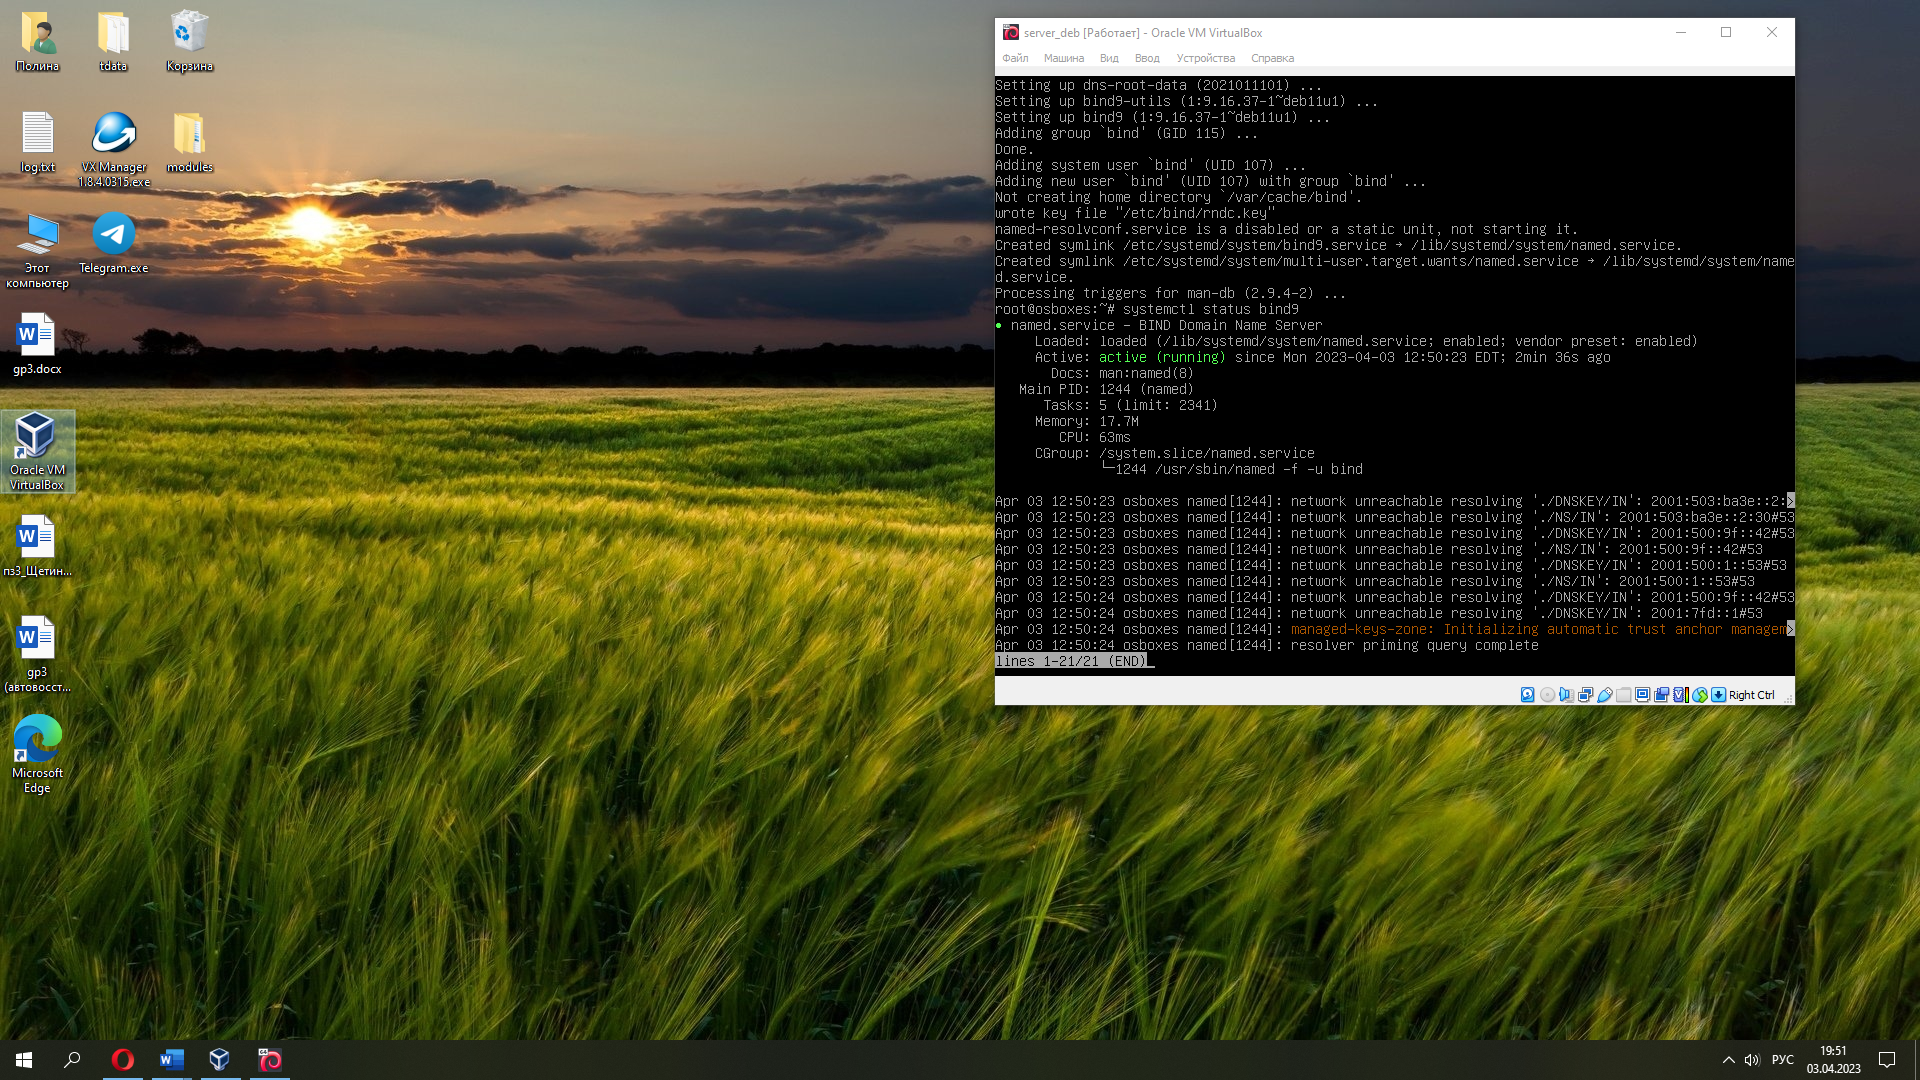 Полина
tdata
Корзина
log.txt
VX Manager
1.8.4.0315.exe
modules
Этот
компьютер
Telegram.exe
gp3.docx
Oracle VM
VirtualBox
пз3_Щетин...
gp3
(автовосст...
Microsoft
Edge
server_deb [Работает] - Oracle VM VirtualBox
Файл Машина Вид Ввод Устройства Справка
Setting up dns-root-data (2021011101) ...
Setting up bind9-utils (1:9.16.37-1~deb11u1) ...
Setting up bind9 (1:9.16.37-1~deb11u1) ...
Adding group `bind' (GID 115) ...
Done.
Adding system user `bind' (UID 107) ...
Adding new user `bind' (UID 107) with group `bind' ...
Not creating home directory `/var/cache/bind'.
wrote key file "/etc/bind/rndc.key"
named-resolvconf.service is a disabled or a static unit, not starting it.
Created symlink /etc/systemd/system/bind9.service → /lib/systemd/system/named.service.
Created symlink /etc/systemd/system/multi-user.target.wants/named.service → /lib/systemd/system/name
d.service.
Processing triggers for man-db (2.9.4-2) ...
root@osboxes:~# systemctl status bind9
● named.service - BIND Domain Name Server
Loaded: loaded (/lib/systemd/system/named.service; enabled; vendor preset: enabled)
Active: active (running) since Mon 2023-04-03 12:50:23 EDT; 2min 36s ago
Docs: man:named(8)
Main PID: 1244 (named)
Tasks: 5 (limit: 2341)
Memory: 17.7M
CPU: 63ms
CGroup: /system.slice/named.service
└─1244 /usr/sbin/named -f -u bind
Apr 03 12:50:23 osboxes named[1244]: network unreachable resolving './DNSKEY/IN': 2001:503:ba3e::2:>
Apr 03 12:50:23 osboxes named[1244]: network unreachable resolving './NS/IN': 2001:503:ba3e::2:30#53
Apr 03 12:50:23 osboxes named[1244]: network unreachable resolving './DNSKEY/IN': 2001:500:9f::42#53
Apr 03 12:50:23 osboxes named[1244]: network unreachable resolving './NS/IN': 2001:500:9f::42#53
Apr 03 12:50:23 osboxes named[1244]: network unreachable resolving './DNSKEY/IN': 2001:500:1::53#53
Apr 03 12:50:23 osboxes named[1244]: network unreachable resolving './NS/IN': 2001:500:1::53#53
Apr 03 12:50:24 osboxes named[1244]: network unreachable resolving './DNSKEY/IN': 2001:500:9f::42#53
Apr 03 12:50:24 osboxes named[1244]: network unreachable resolving './DNSKEY/IN': 2001:7fd::1#53
Apr 03 12:50:24 osboxes named[1244]: managed-keys-zone: Initializing automatic trust anchor managem>
Apr 03 12:50:24 osboxes named[1244]: resolver priming query complete
lines 1-21/21 (END)
Right Ctrl
РУС
19:51
03.04.2023